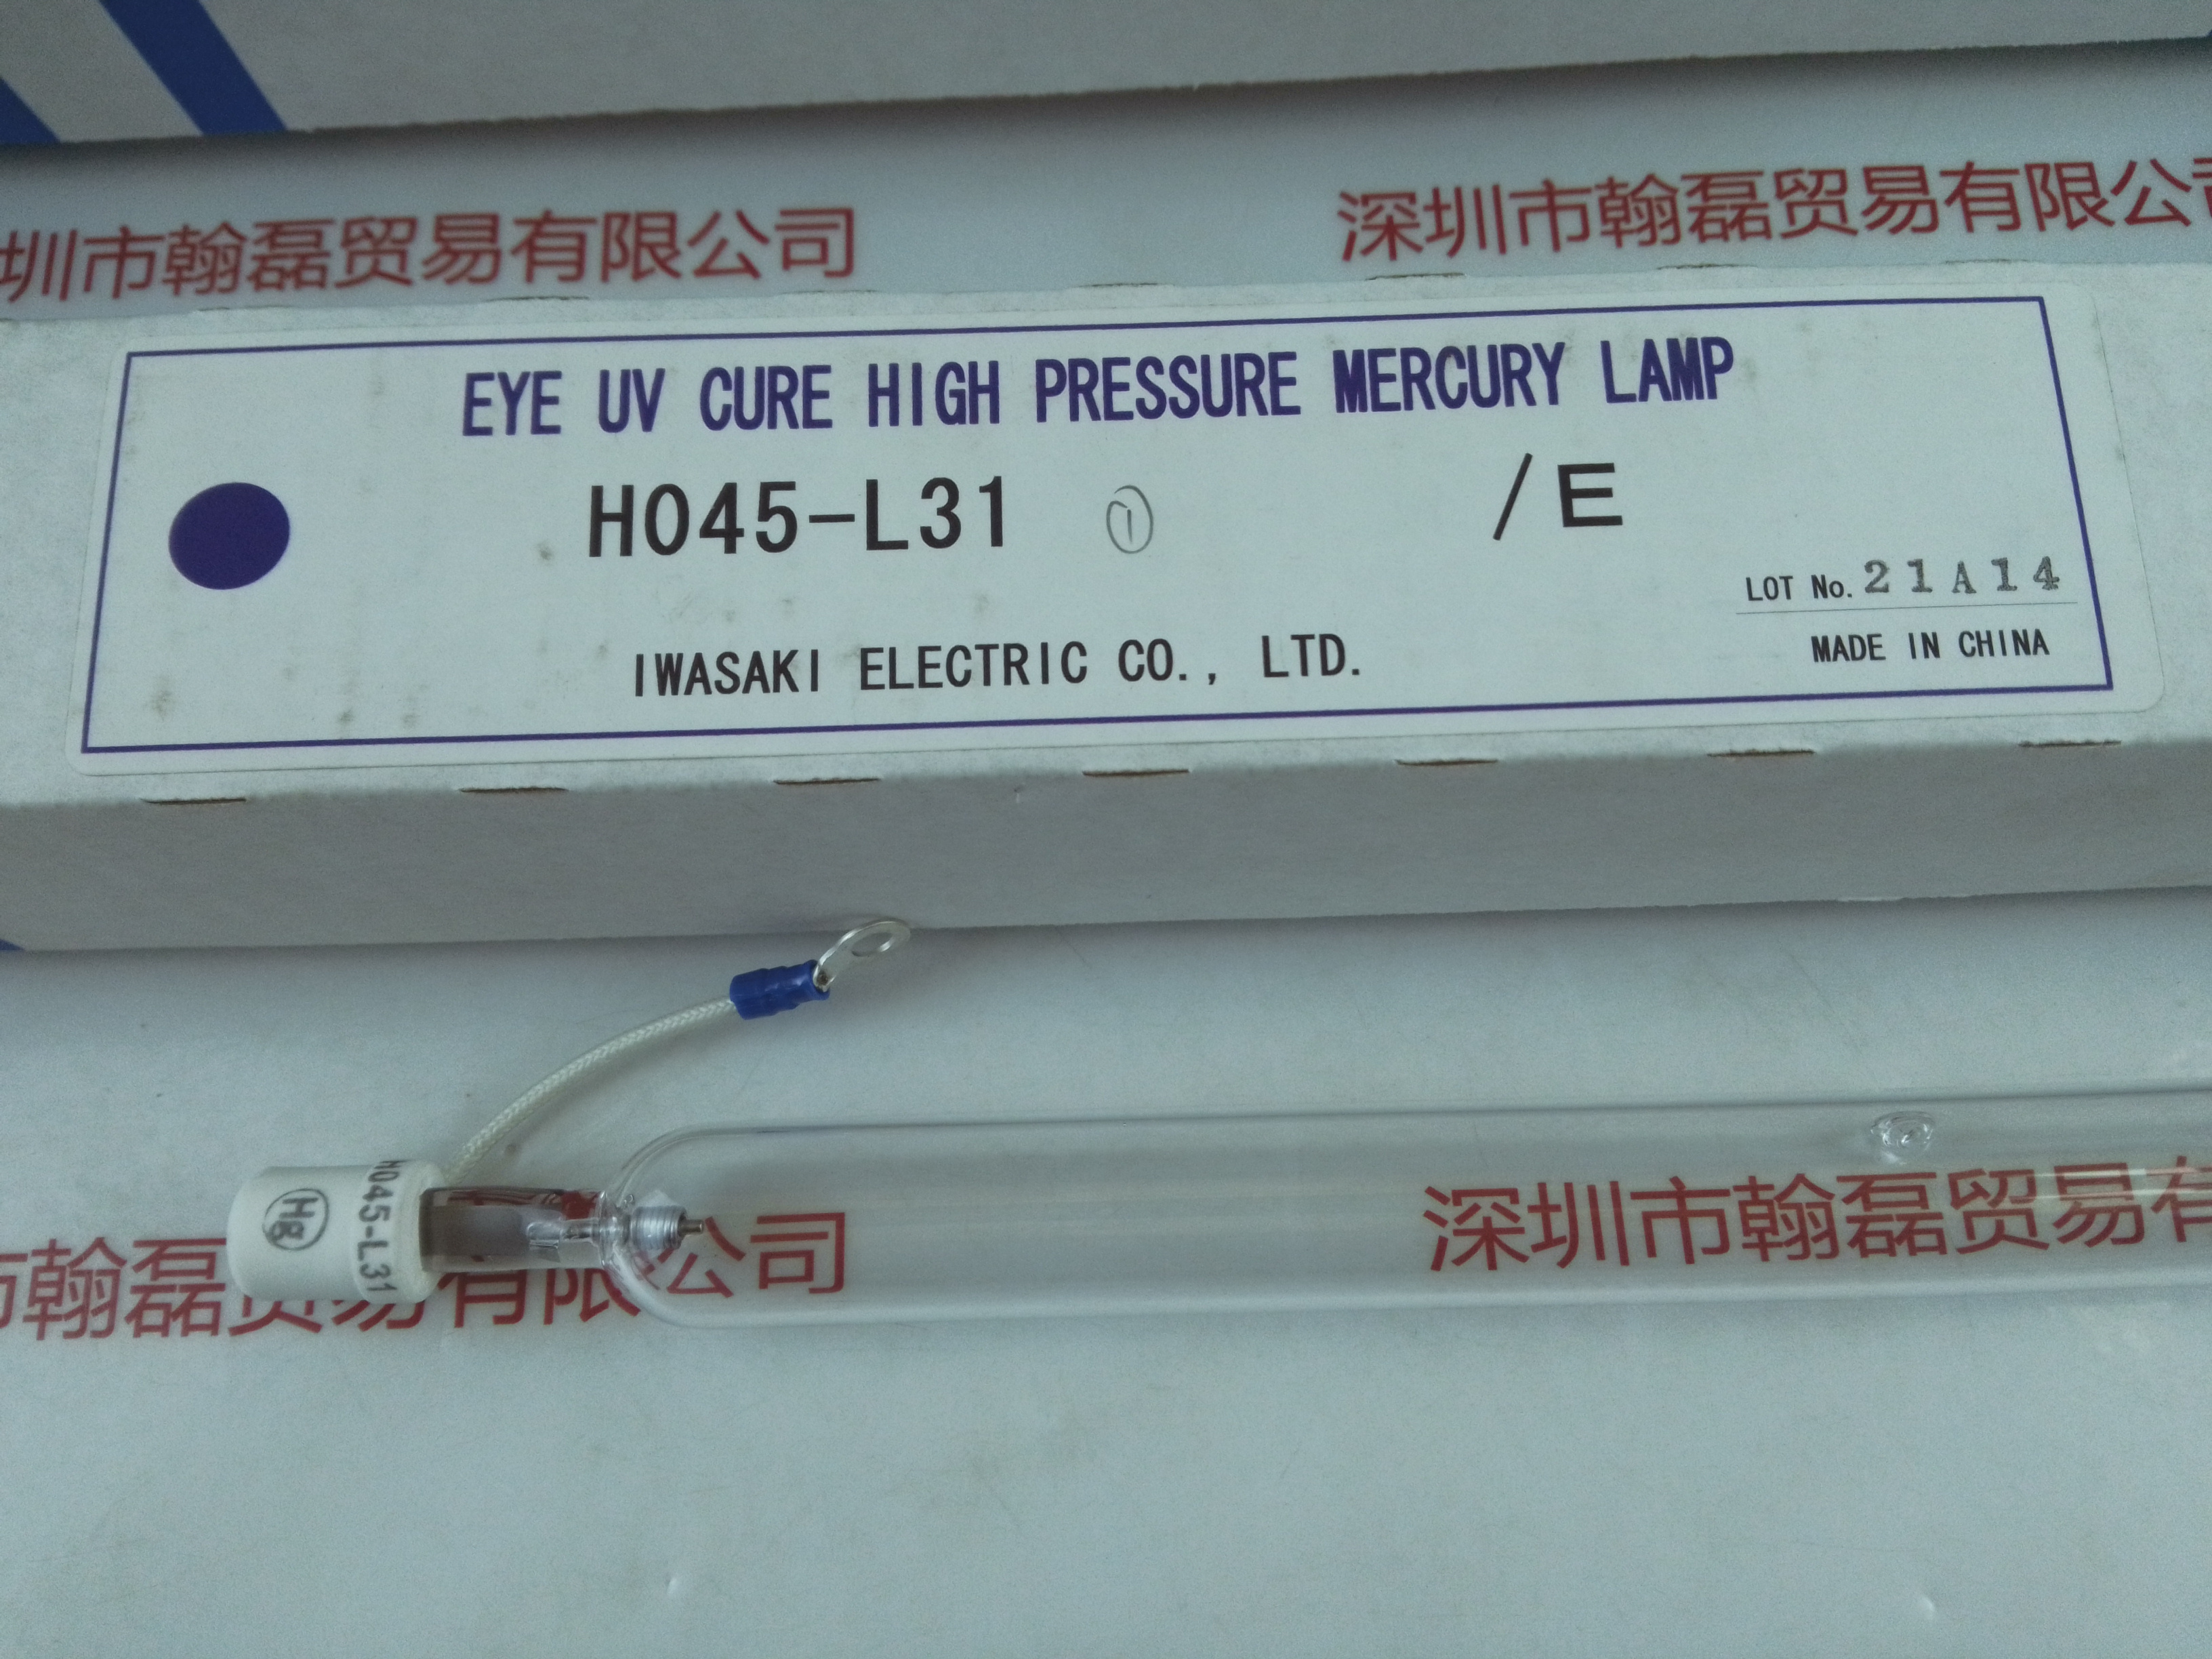 圳市翰磊贸易有限公司
深圳市翰磊贸易有限公司
EYE UV CURE HIGH PRESSURE MERCURY LAMP
H045-L31 ① /E
LOT No. 21A14
IWASAKI ELECTRIC CO., LTD.
MADE IN CHINA
H045-L31
Hg
市翰磊贸易有限公司
深圳市翰磊贸易有